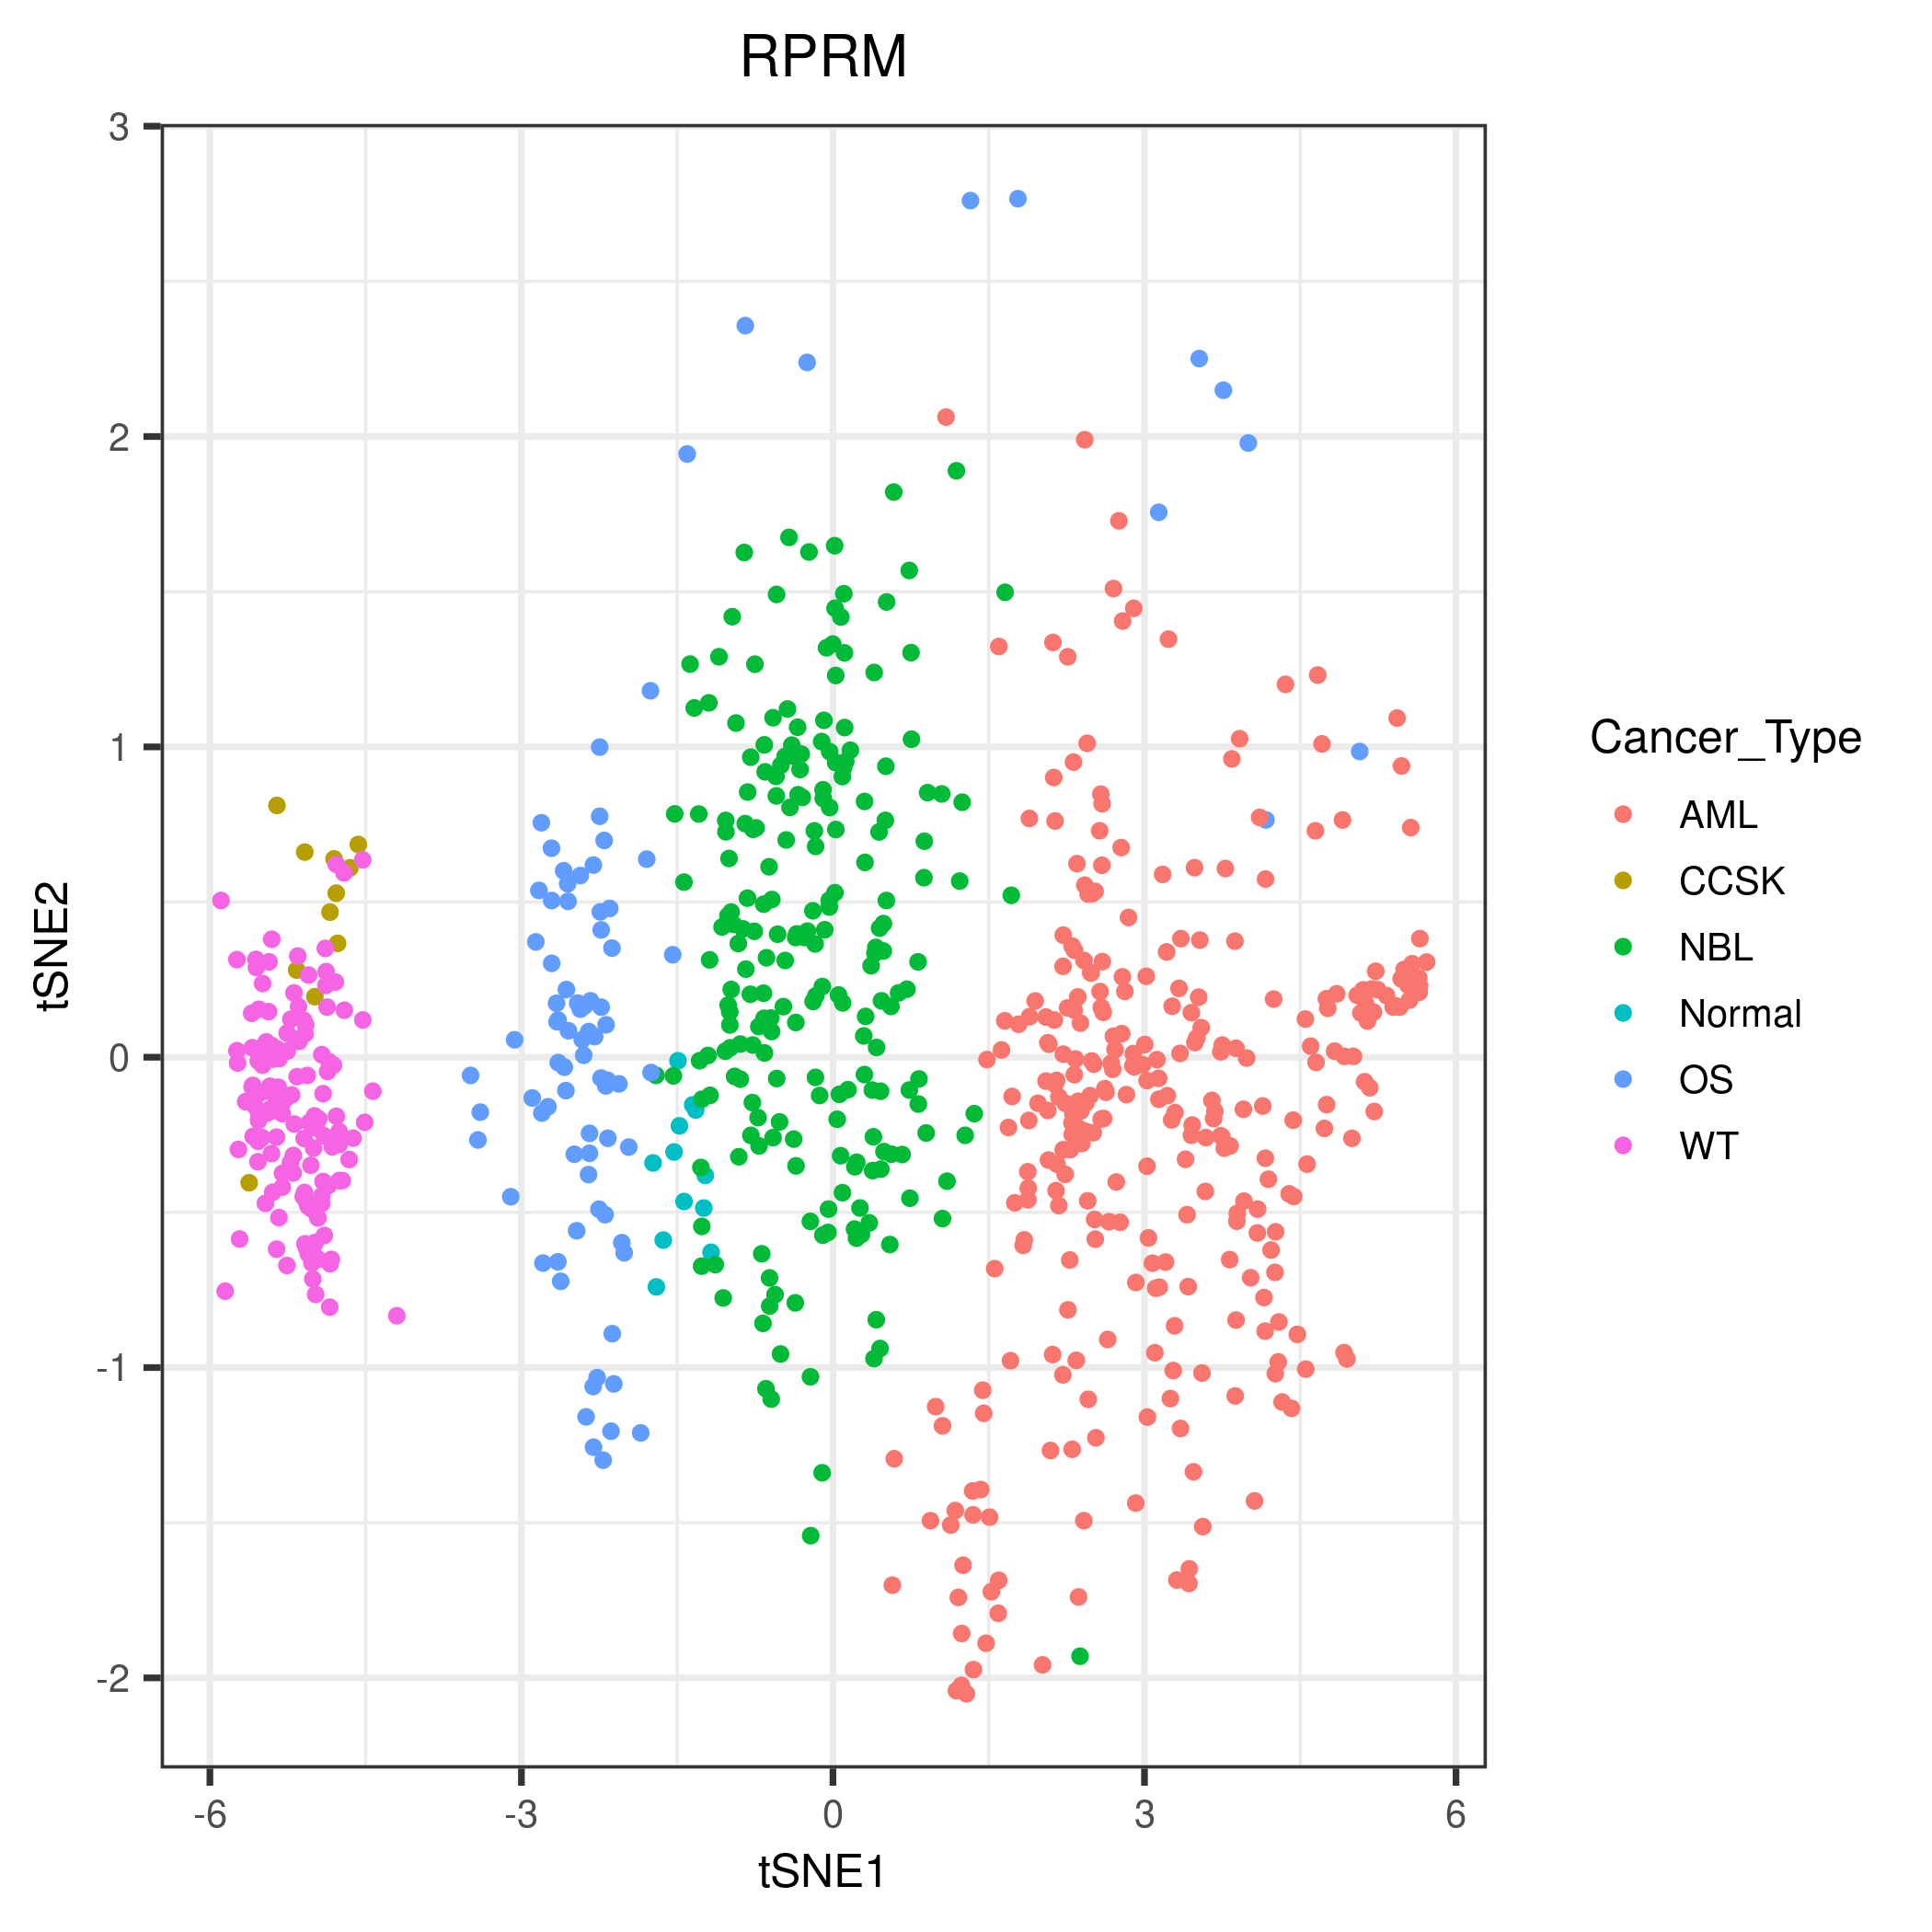 RPRM
3
2
1
0
-1
-2
tSNE2
-6
-3
0
3
6
tSNE1
Cancer_Type
AML
CCSK
NBL
Normal
OS
WT